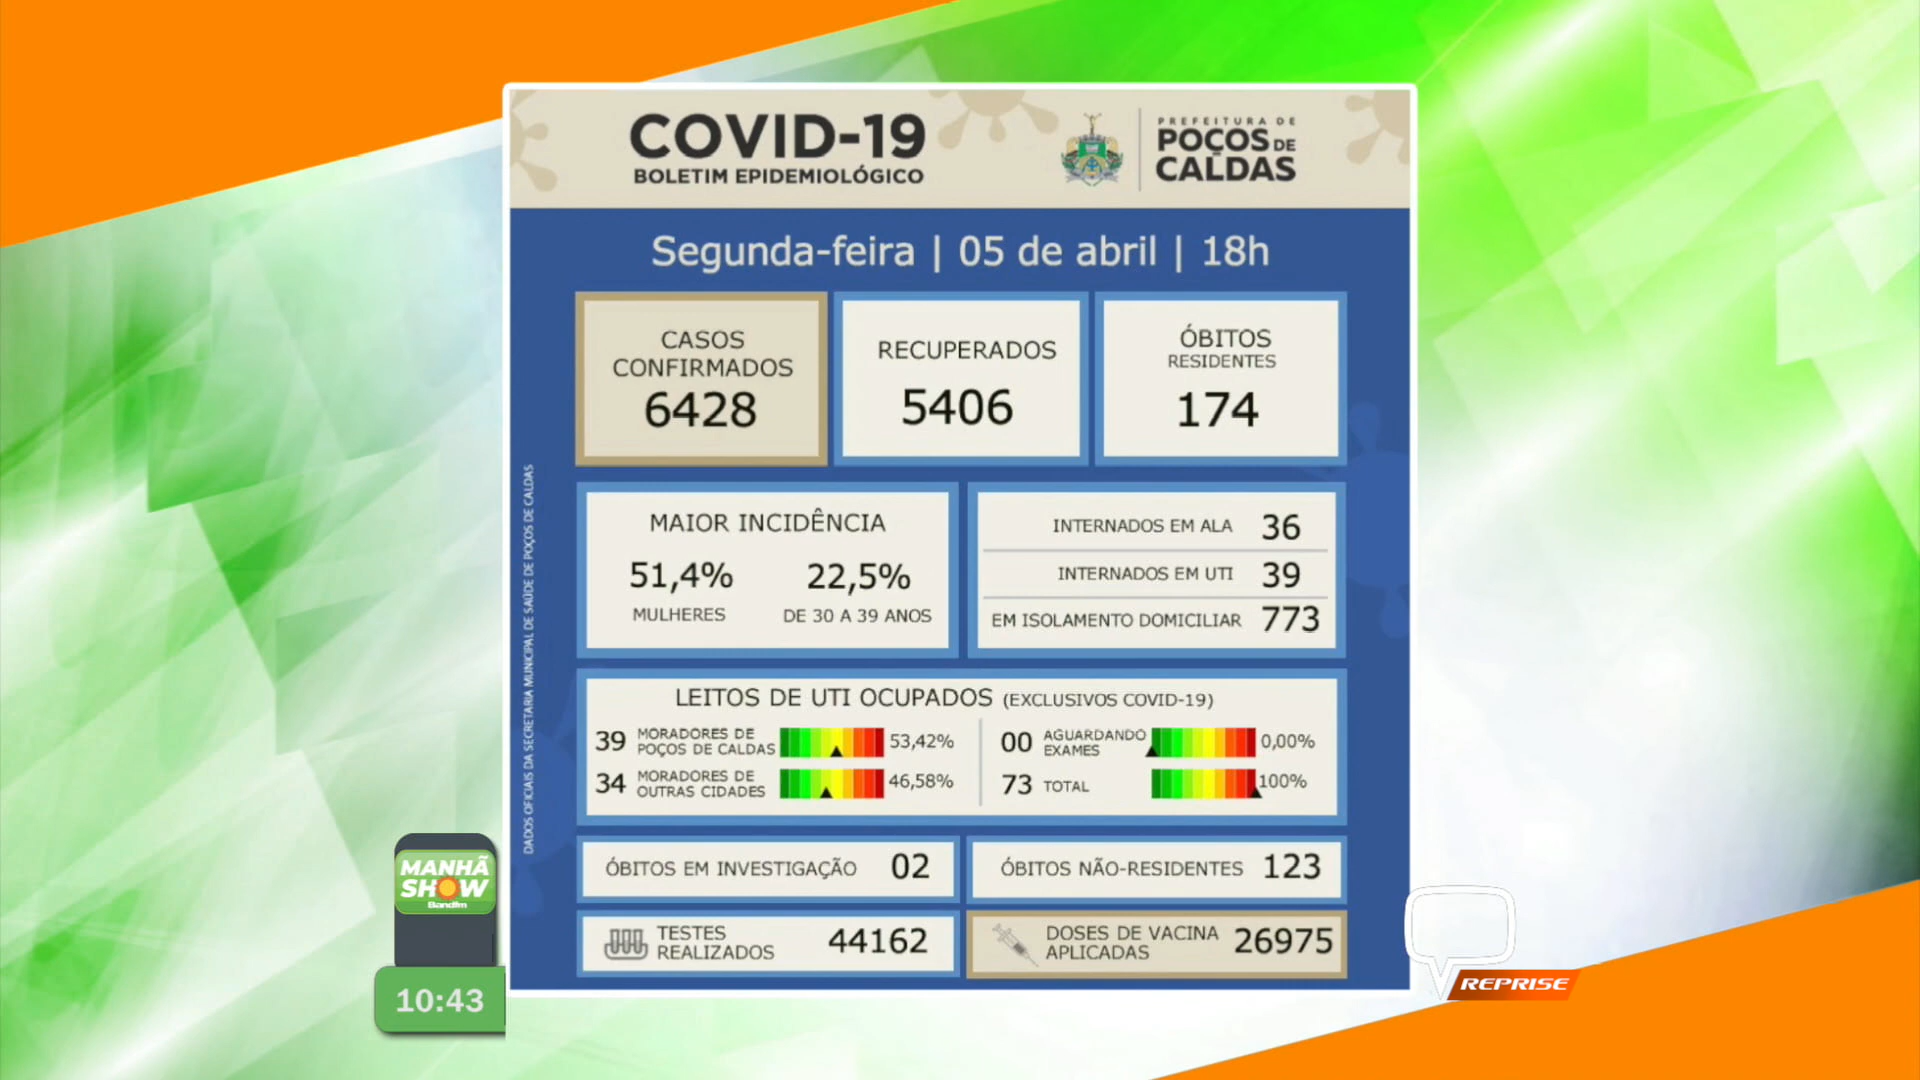 COVID-19
BOLETIM EPIDEMIOLÓGICO
PREFEITURA DE
POÇOS DE
CALDAS
Segunda-feira | 05 de abril | 18h
CASOS
CONFIRMADOS
6428
RECUPERADOS
5406
ÓBITOS
RESIDENTES
174
MAIOR INCIDÊNCIA
51,4%
MULHERES
22,5%
DE 30 A 39 ANOS
INTERNADOS EM ALA 36
INTERNADOS EM UTI 39
EM ISOLAMENTO DOMICILIAR 773
LEITOS DE UTI OCUPADOS (EXCLUSIVOS COVID-19)
39 MORADORES DE
POÇOS DE CALDAS 53,42%
34 MORADORES DE
OUTRAS CIDADES 46,58%
00 AGUARDANDO
EXAMES 0,00%
73 TOTAL 100%
ÓBITOS EM INVESTIGAÇÃO 02
ÓBITOS NÃO-RESIDENTES 123
TESTES
REALIZADOS 44162
DOSES DE VACINA
APLICADAS 26975
DADOS OFICIAIS DA SECRETARIA MUNICIPAL DE SAÚDE DE POÇOS DE CALDAS
MANHÃ
SHOW
Bandfm
10:43
REPRISE